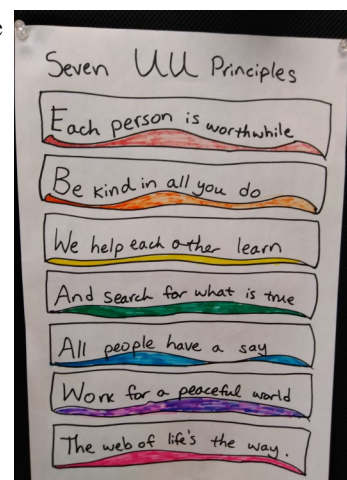 Seven UU Principles
Each person is worthwhile
Be kind in all you do
We help each other learn
And search for what is true
All people have a say
Work for a peaceful world
The web of life's the way.